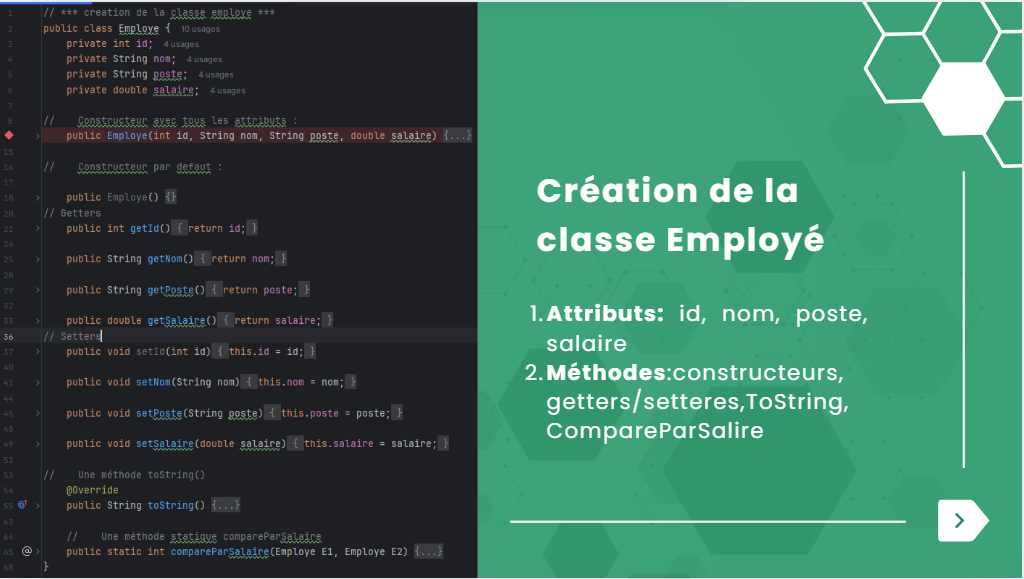 1 // *** creation de la classe employe ***
2 public class Employe { 10 usages
3 private int id; 4 usages
4 private String nom; 4 usages
5 private String poste; 4 usages
6 private double salaire; 4 usages
7
8 // Constructeur avec tous les attributs :
> public Employe(int id, String nom, String poste, double salaire) {...}
15
16 // Constructeur par defaut :
17
18 > public Employe() {}
20 // Getters
21 > public int getId() { return id; }
24
25 > public String getNom() { return nom; }
28
29 > public String getPoste() { return poste; }
32
33 > public double getSalaire() { return salaire; }
36 // Setters
37 > public void setId(int id) { this.id = id; }
40
41 > public void setNom(String nom) { this.nom = nom; }
44
45 > public void setPoste(String poste) { this.poste = poste; }
48
49 > public void setSalaire(double salaire) { this.salaire = salaire; }
52
53 // Une méthode toString()
54 @Override
55 > public String toString() {...}
63
64 // Une méthode statique compareParSalaire
65 @ > public static int compareParSalaire(Employe E1, Employe E2) {...}
68 }
Création de la
classe Employé
1. Attributs: id, nom, poste,
salaire
2. Méthodes:constructeurs,
getters/setteres,ToString,
CompareParSalire